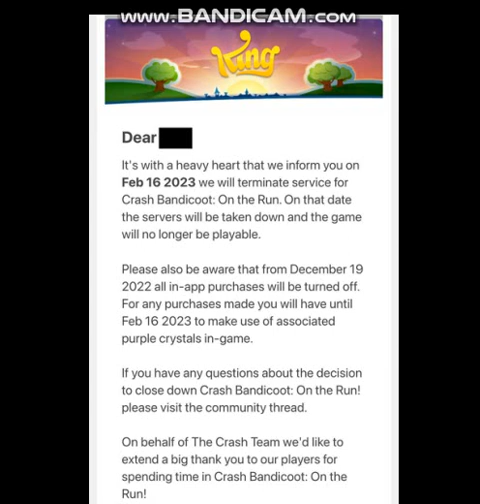 www.BANDICAM.com
King
Dear
It's with a heavy heart that we inform you on
Feb 16 2023 we will terminate service for
Crash Bandicoot: On the Run. On that date
the servers will be taken down and the game
will no longer be playable.
Please also be aware that from December 19
2022 all in-app purchases will be turned off.
For any purchases made you will have until
Feb 16 2023 to make use of associated
purple crystals in-game.
If you have any questions about the decision
to close down Crash Bandicoot: On the Run!
please visit the community thread.
On behalf of The Crash Team we'd like to
extend a big thank you to our players for
spending time in Crash Bandicoot: On the
Run!